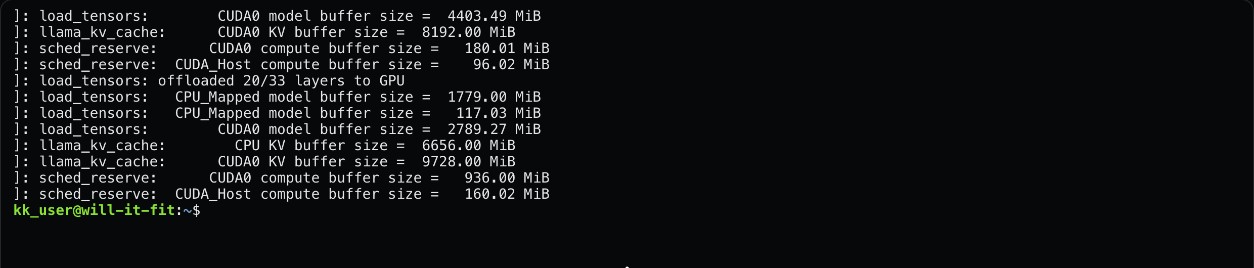 ]: load_tensors:        CUDA0 model buffer size =  4403.49 MiB
]: llama_kv_cache:      CUDA0 KV buffer size =  8192.00 MiB
]: sched_reserve:      CUDA0 compute buffer size =   180.01 MiB
]: sched_reserve:  CUDA_Host compute buffer size =    96.02 MiB
]: load_tensors: offloaded 20/33 layers to GPU
]: load_tensors:   CPU_Mapped model buffer size =  1779.00 MiB
]: load_tensors:   CPU_Mapped model buffer size =   117.03 MiB
]: load_tensors:        CUDA0 model buffer size =  2789.27 MiB
]: llama_kv_cache:        CPU KV buffer size =  6656.00 MiB
]: llama_kv_cache:      CUDA0 KV buffer size =  9728.00 MiB
]: sched_reserve:      CUDA0 compute buffer size =   936.00 MiB
]: sched_reserve:  CUDA_Host compute buffer size =   160.02 MiB
kk_user@will-it-fit:~$